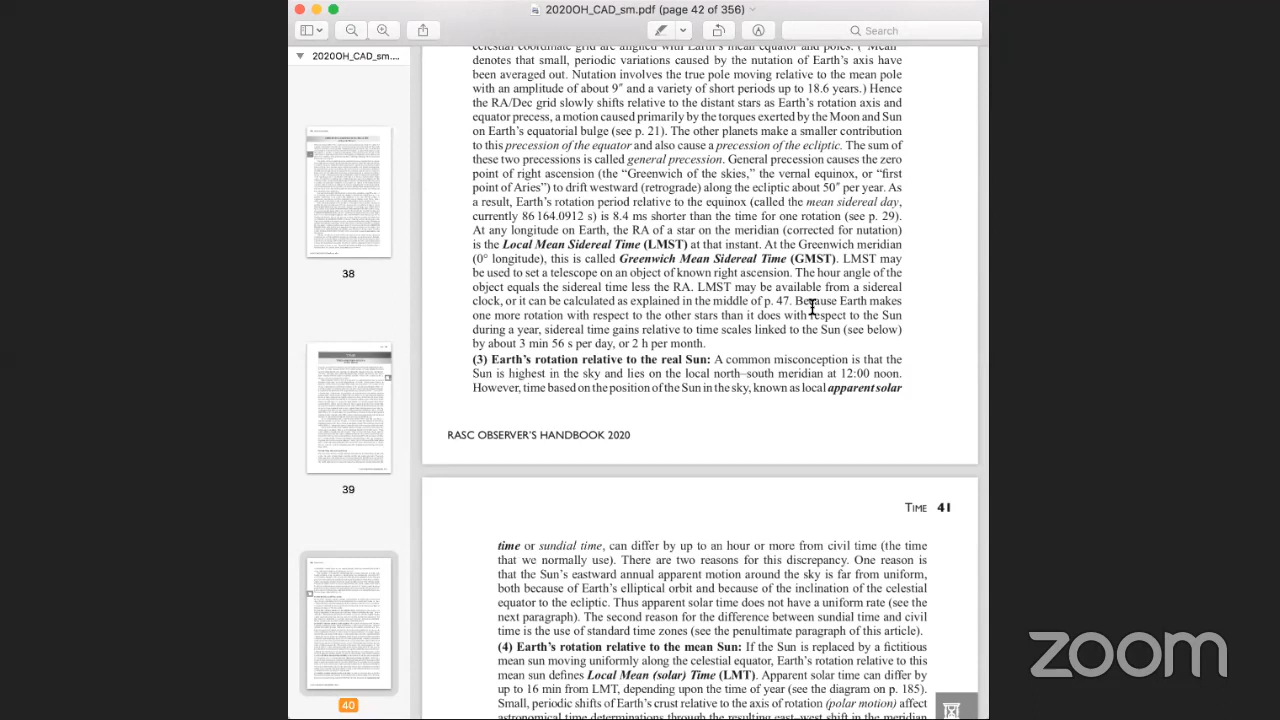 2020OH_CAD_sm.pdf (page 42 of 356)
Search
2020OH_CAD_sm....
38
39
40
celestial coordinate grid are aligned with Earth's mean equator and poles. ("Mean"
denotes that small, periodic variations caused by the nutation of Earth's axis have
been averaged out. Nutation involves the true pole moving relative to the mean pole
with an amplitude of about 9″ and a variety of short periods up to 18.6 years.) Hence
the RA/Dec grid slowly shifts relative to the distant stars as Earth's rotation axis and
equator precess, a motion caused primarily by the torques exerted by the Moon and Sun
on Earth's equatorial bulge (see p. 21). The other planets make a smaller contribution
to this precession of the equator and also cause a precession of the ecliptic. The sum of
these two precessions is called general precession. General precession causes the zero
point of right ascension (the "Greenwich of the skies," the vernal equinox, or "first
point of Aries") to drift westward (retrograde) along the ecliptic about 50″ per year. As
a result, Earth's rotation period relative to the equinox (called the mean sidereal day,
currently 86 164.0912 s) is 8.4 ms shorter than the time for one rotation (see p. 29).
At any longitude on Earth, the RA of a star on the meridian (corrected for nutation)
is the Local Mean Sidereal Time (LMST) at that instant. At the Greenwich meridian
(0° longitude), this is called Greenwich Mean Sidereal Time (GMST). LMST may
be used to set a telescope on an object of known right ascension. The hour angle of the
object equals the sidereal time less the RA. LMST may be available from a sidereal
clock, or it can be calculated as explained in the middle of p. 47. Because Earth makes
one more rotation with respect to the other stars than it does with respect to the Sun
during a year, sidereal time gains relative to time scales linked to the Sun (see below)
by about 3 min 56 s per day, or 2 h per month.
(3) Earth's rotation relative to the real Sun: A common conception is that the
Sun is highest in the sky and lies on the local north–south meridian at 12:00 noon.
However, time based on the position of the Sun in the sky, known as apparent solar
RASC OBSERVER'S HANDBOOK 2020
TIME 41
time or sundial time, can differ by up to an hour or more from civil time (the time
that we normally use). There are two reasons for this discrepancy. One reason is
that the Sun's eastward annual apparent motion around the sky is far from uniform,
both because of Earth's elliptical orbit and because of the inclination of the celestial
equator to the ecliptic. Thus apparent solar time does not have a uniform rate (see the
next paragraph). The second reason for the difference between sundial time and civil
time is the use of standard time zones (see the second-last paragraph of this article).
(4) Earth's rotation relative to the mean Sun: If the Sun is replaced by a fictitious
mean sun moving uniformly along the celestial equator, Earth's rotation relative to this
mean sun defines Local Mean (Solar) Time (LMT). Apparent solar time can differ by
up to 16 min from LMT, depending upon the time of year (see the diagram on p. 185).
Small, periodic shifts of Earth's crust relative to the axis of rotation (polar motion) affect
astronomical time determinations through the resulting east–west shift in the meridian
zoom